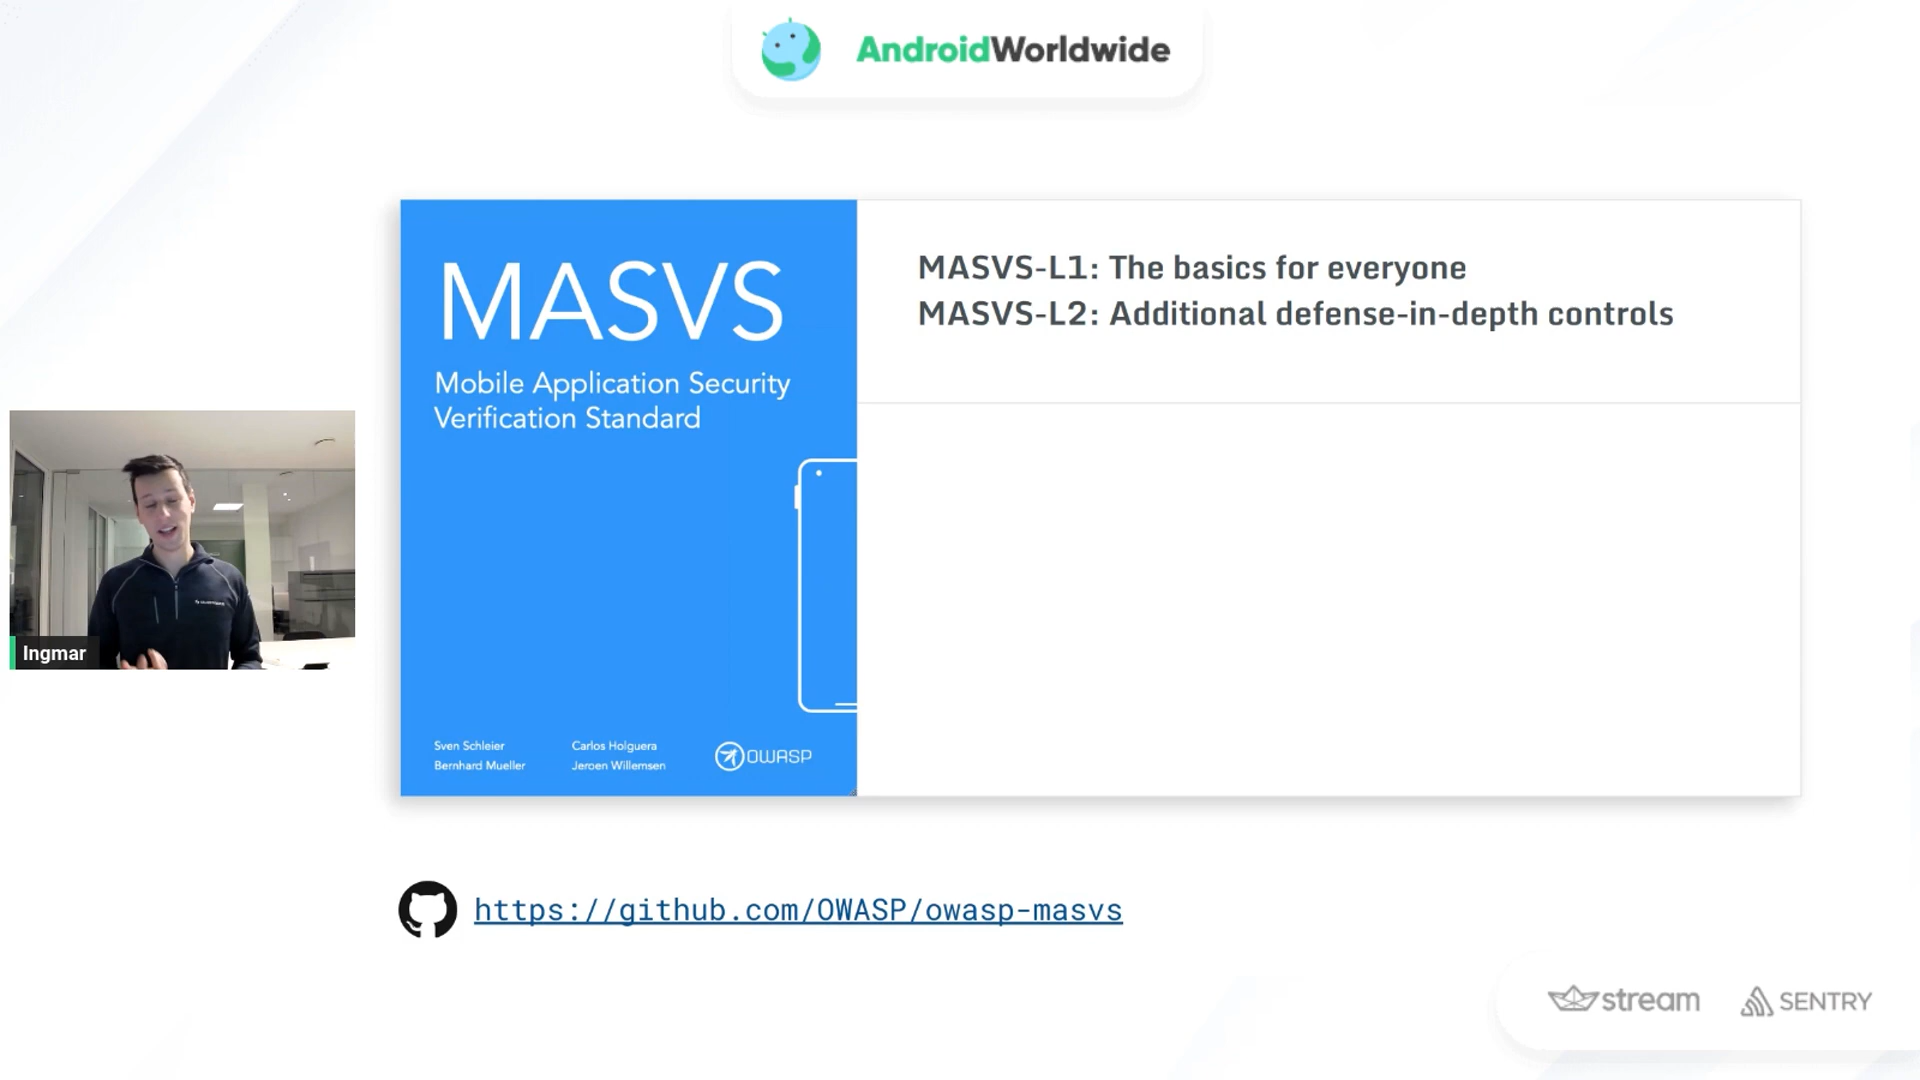 AndroidWorldwide
MASVS
Mobile Application Security
Verification Standard
Sven Schleier
Bernhard Mueller
Carlos Holguera
Jeroen Willemsen
OWASP
MASVS-L1: The basics for everyone
MASVS-L2: Additional defense-in-depth controls
Ingmar
https://github.com/OWASP/owasp-masvs
stream
SENTRY